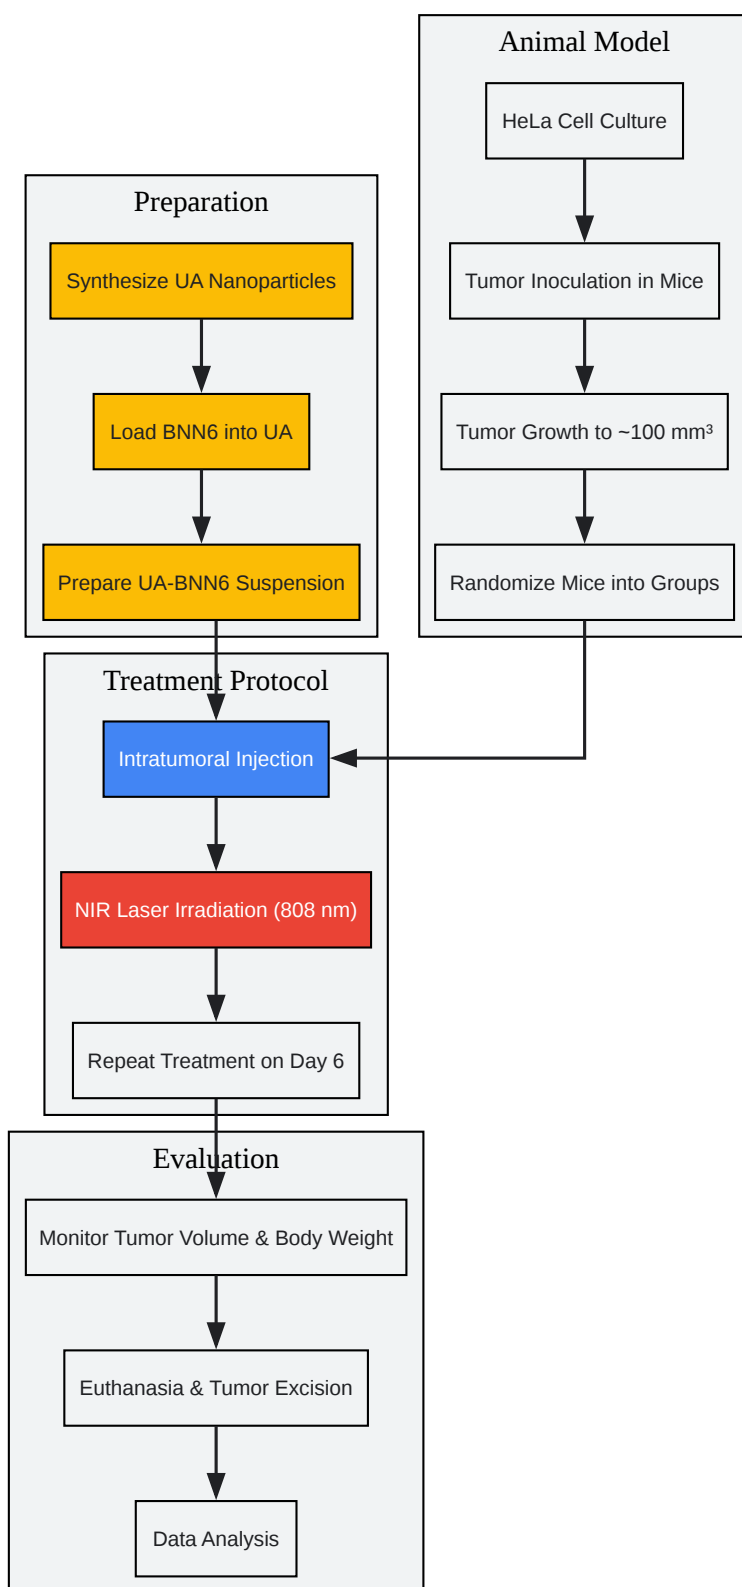 Animal Model
HeLa Cell Culture
Tumor Inoculation in Mice
Tumor Growth to ~100 mm³
Randomize Mice into Groups
Preparation
Synthesize UA Nanoparticles
Load BNN6 into UA
Prepare UA-BNN6 Suspension
Treatment Protocol
Intratumoral Injection
NIR Laser Irradiation (808 nm)
Repeat Treatment on Day 6
Evaluation
Monitor Tumor Volume & Body Weight
Euthanasia & Tumor Excision
Data Analysis